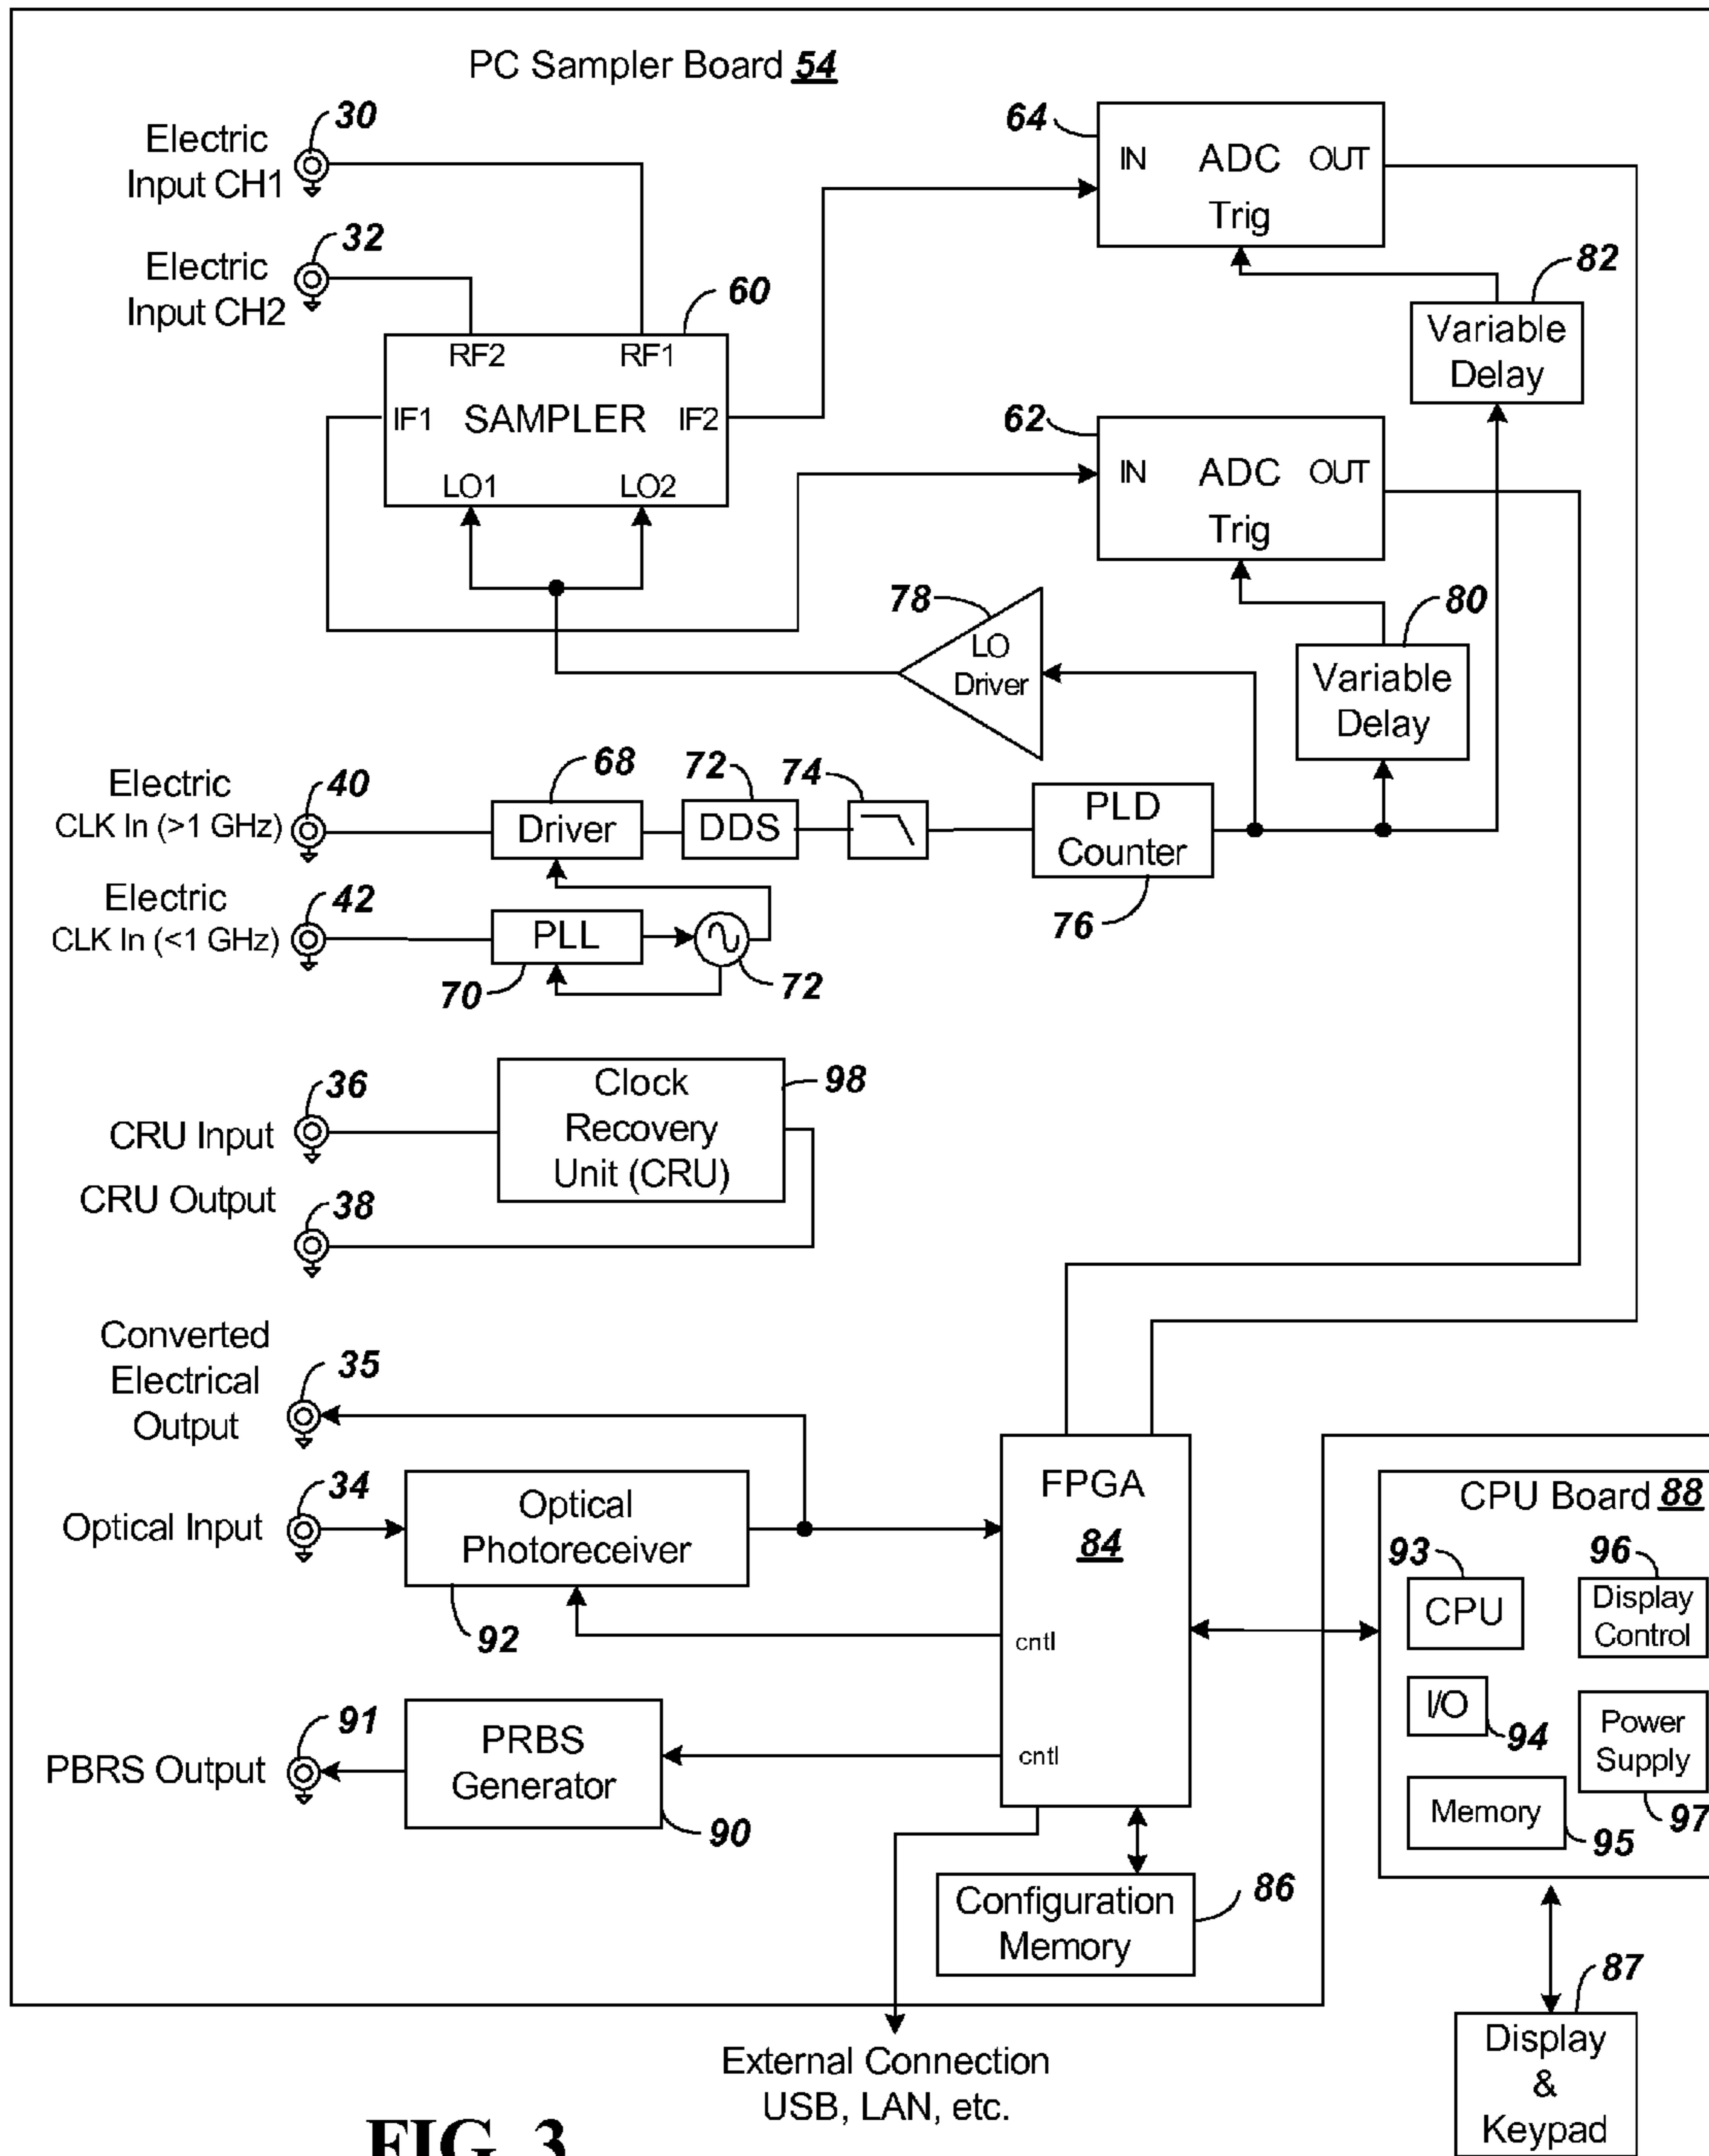 PC Sampler Board 54
Electric
Input CH1
30
Electric
Input CH2
32
60
RF2
RF1
IF1
SAMPLER
IF2
LO1
LO2
64
IN
ADC
OUT
Trig
82
Variable
Delay
62
IN
ADC
OUT
Trig
80
Variable
Delay
78
LO
Driver
Electric
CLK In (>1 GHz)
40
68
Driver
72
DDS
74
PLD
Counter
76
Electric
CLK In (<1 GHz)
42
PLL
70
72
36
CRU Input
Clock
Recovery
Unit (CRU)
98
CRU Output
38
Converted
Electrical
Output
35
34
Optical Input
Optical
Photoreceiver
92
FPGA
84
cntl
cntl
91
PBRS Output
PRBS
Generator
90
Configuration
Memory
86
CPU Board 88
93
CPU
96
Display
Control
I/O
94
Power
Supply
97
Memory
95
87
Display
&
Keypad
External Connection
USB, LAN, etc.
FIG. 3